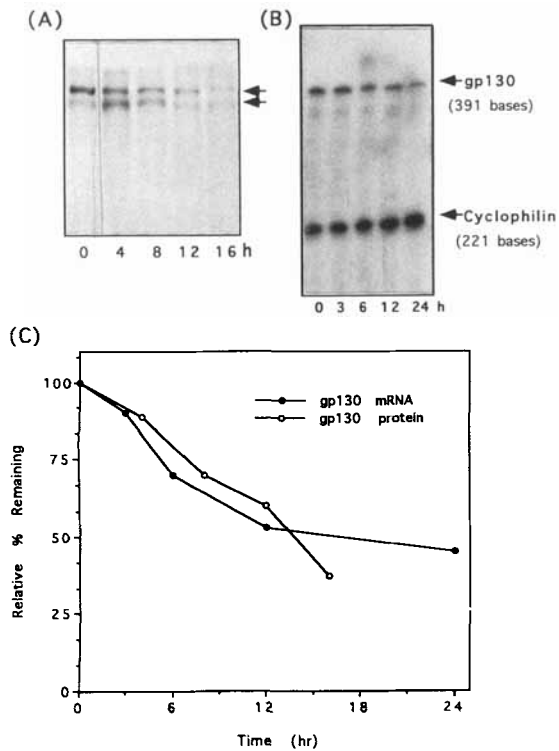 (A)
0 4 8 12 16 h
(B)
gp130
(391 bases)
Cyclophilin
(221 bases)
0 3 6 12 24 h
(C)
gp130 mRNA
gp130 protein
Relative % Remaining
100
75
50
25
0
0 6 12 18 24
Time (hr)